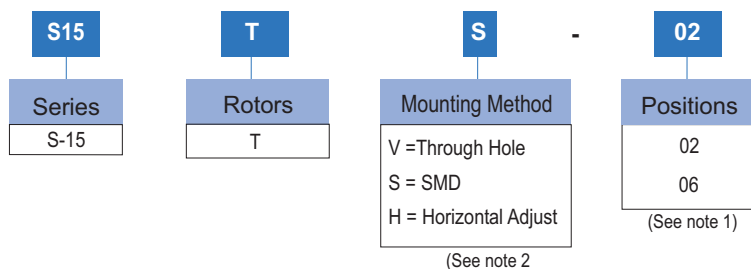 S15 T S - 02
Series Rotors Mounting Method Positions
S-15 T V =Through Hole 02
S = SMD 06
H = Horizontal Adjust
(See note 1)
(See note 2